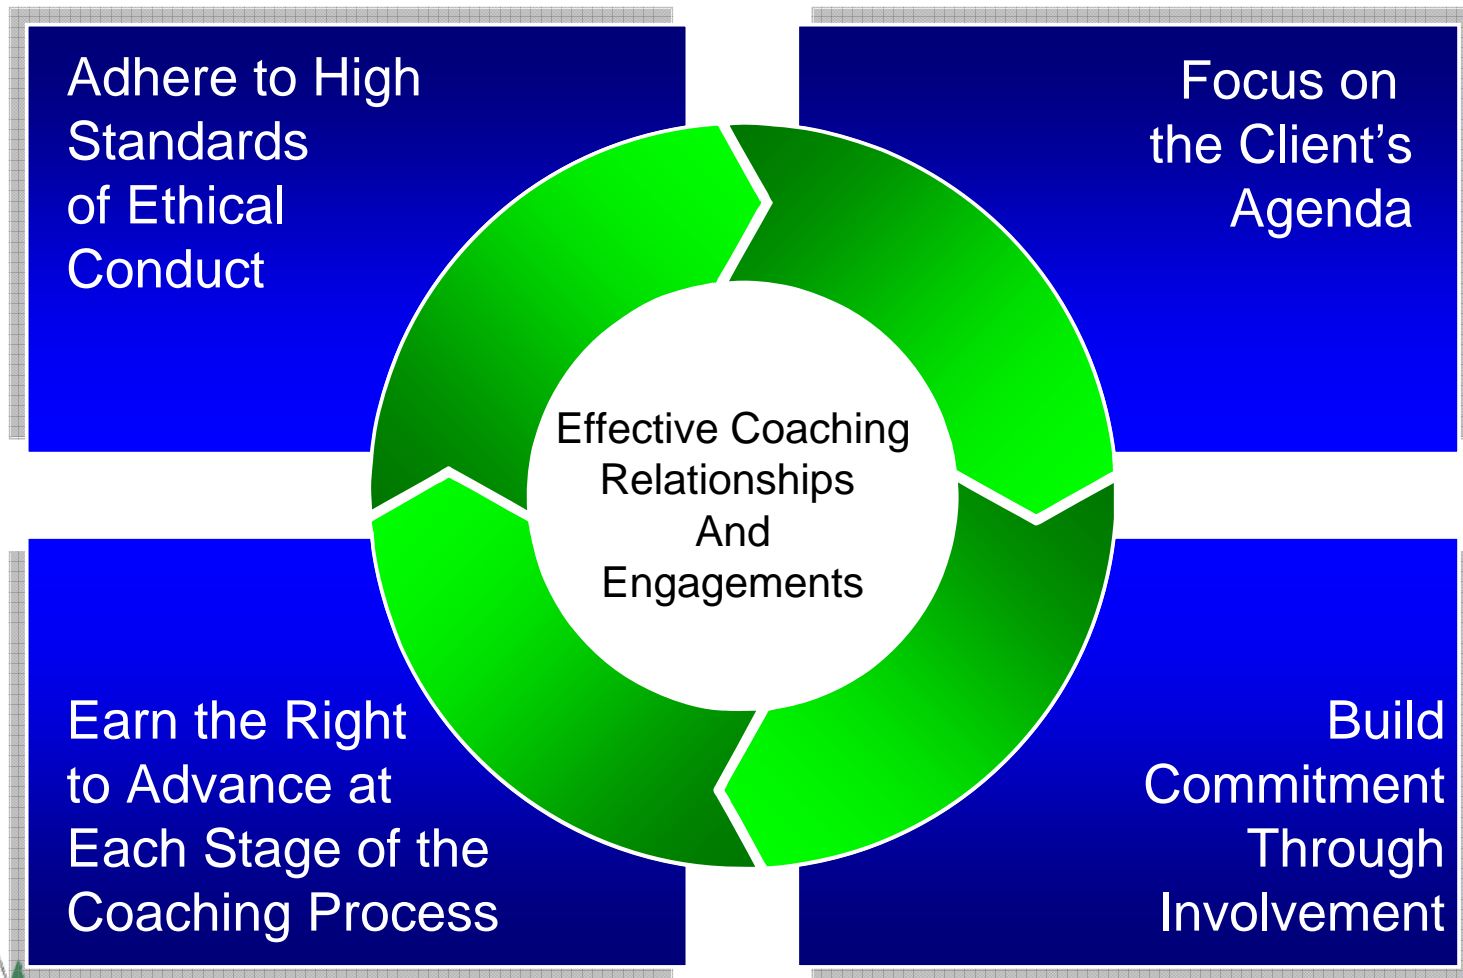 Adhere to High
Standards
of Ethical
Conduct
Focus on
the Client’s
Agenda
Effective Coaching
Relationships
And
Engagements
Earn the Right
to Advance at
Each Stage of the
Coaching Process
Build
Commitment
Through
Involvement